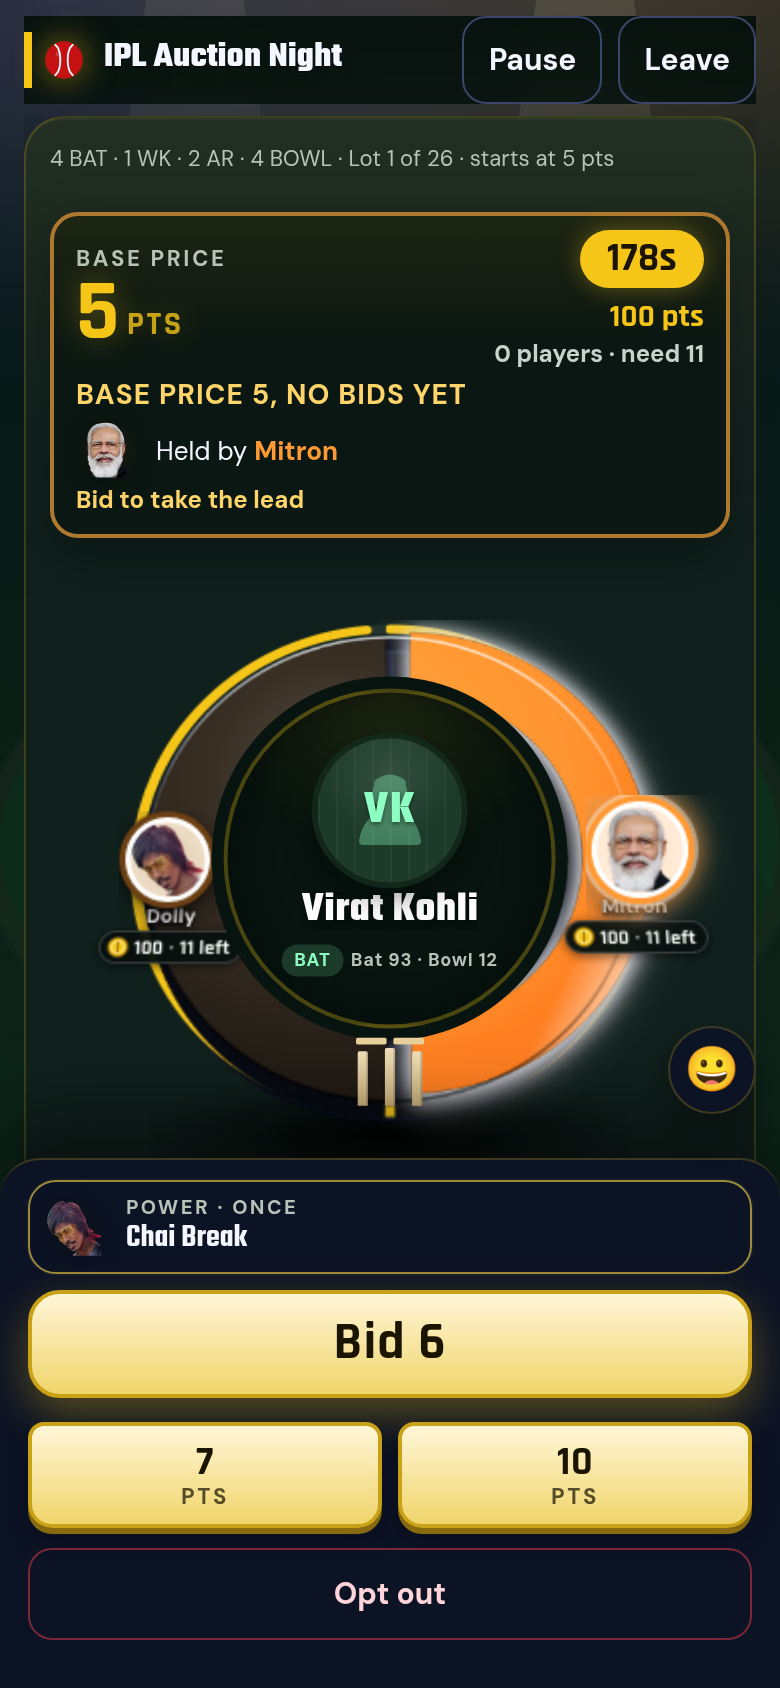 IPL Auction Night
Pause
Leave
4 BAT · 1 WK · 2 AR · 4 BOWL · Lot 1 of 26 · starts at 5 pts
BASE PRICE
178s
5 PTS
100 pts
0 players · need 11
BASE PRICE 5, NO BIDS YET
Held by Mitron
Bid to take the lead
VK
Virat Kohli
BAT Bat 93 · Bowl 12
Dolly
100 · 11 left
Mitron
100 · 11 left
POWER · ONCE
Chai Break
Bid 6
7
PTS
10
PTS
Opt out